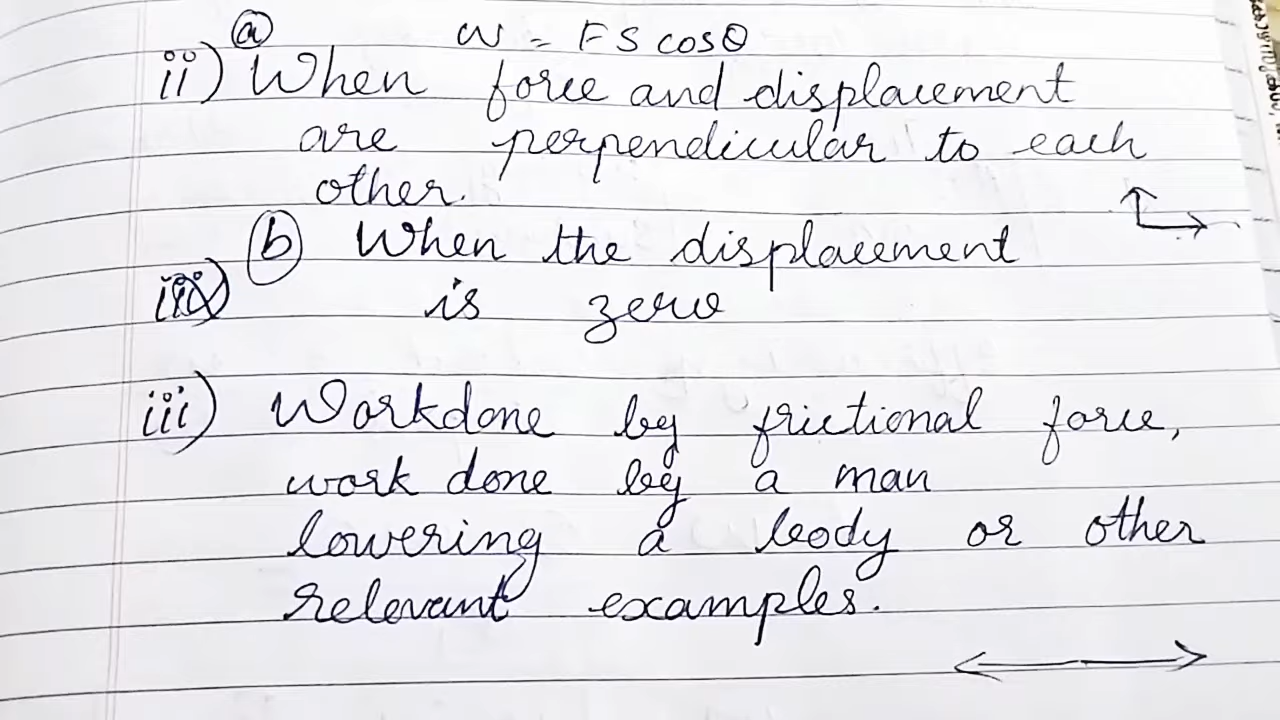 ⓐ W = FS cosθ
ii) When force and displacement
are perpendicular to each
other.
ⓑ When the displacement
is zero
iii) Workdone by frictional force,
work done by a man
lowering a body or other
relevant examples.